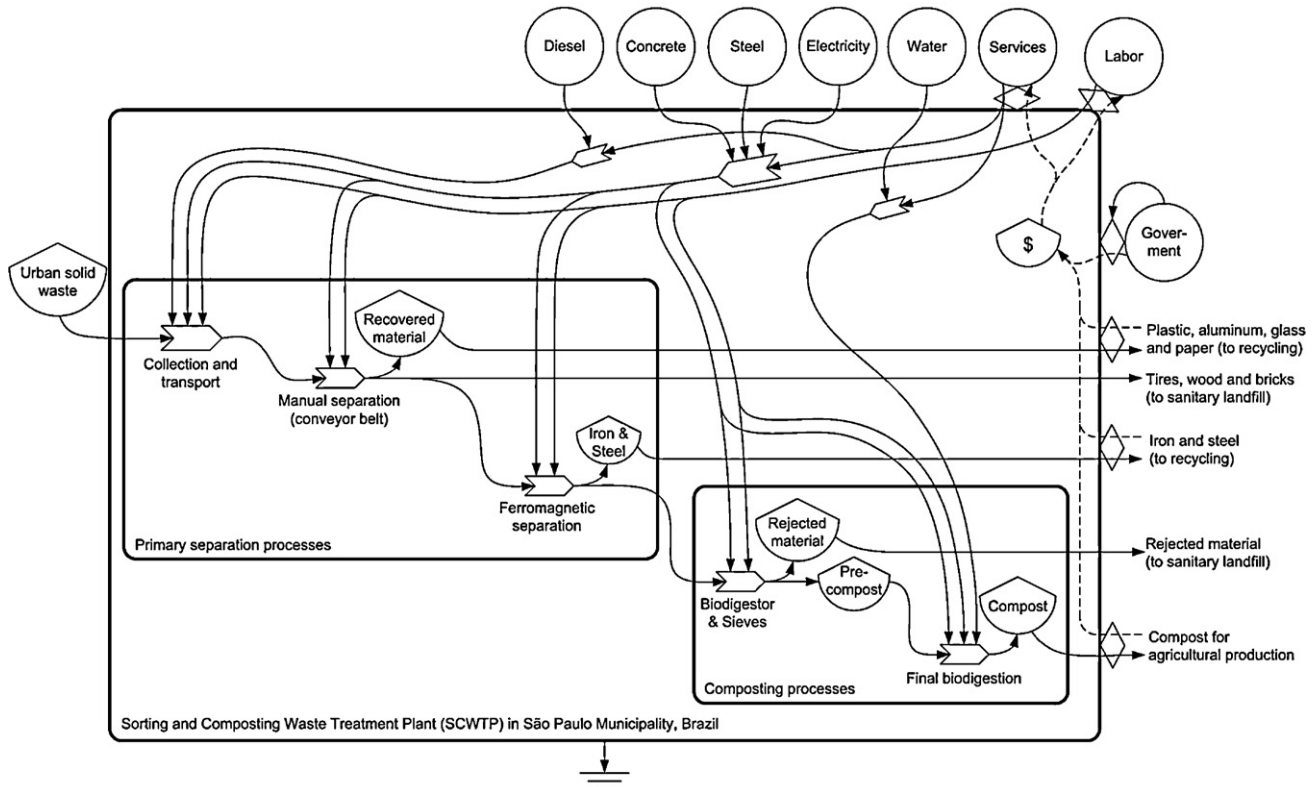 Diesel
Concrete
Steel
Electricity
Water
Services
Labor
$
Gover-
ment
Urban solid
waste
Recovered
material
Plastic, aluminum, glass
and paper (to recycling)
Collection and
transport
Tires, wood and bricks
(to sanitary landfill)
Manual separation
(conveyor belt)
Iron &
Steel
Iron and steel
(to recycling)
Ferromagnetic
separation
Primary separation processes
Rejected
material
Rejected material
(to sanitary landfill)
Pre-
compost
Biodigestor
& Sieves
Compost
Compost for
agricultural production
Final biodigestion
Composting processes
Sorting and Composting Waste Treatment Plant (SCWTP) in São Paulo Municipality, Brazil